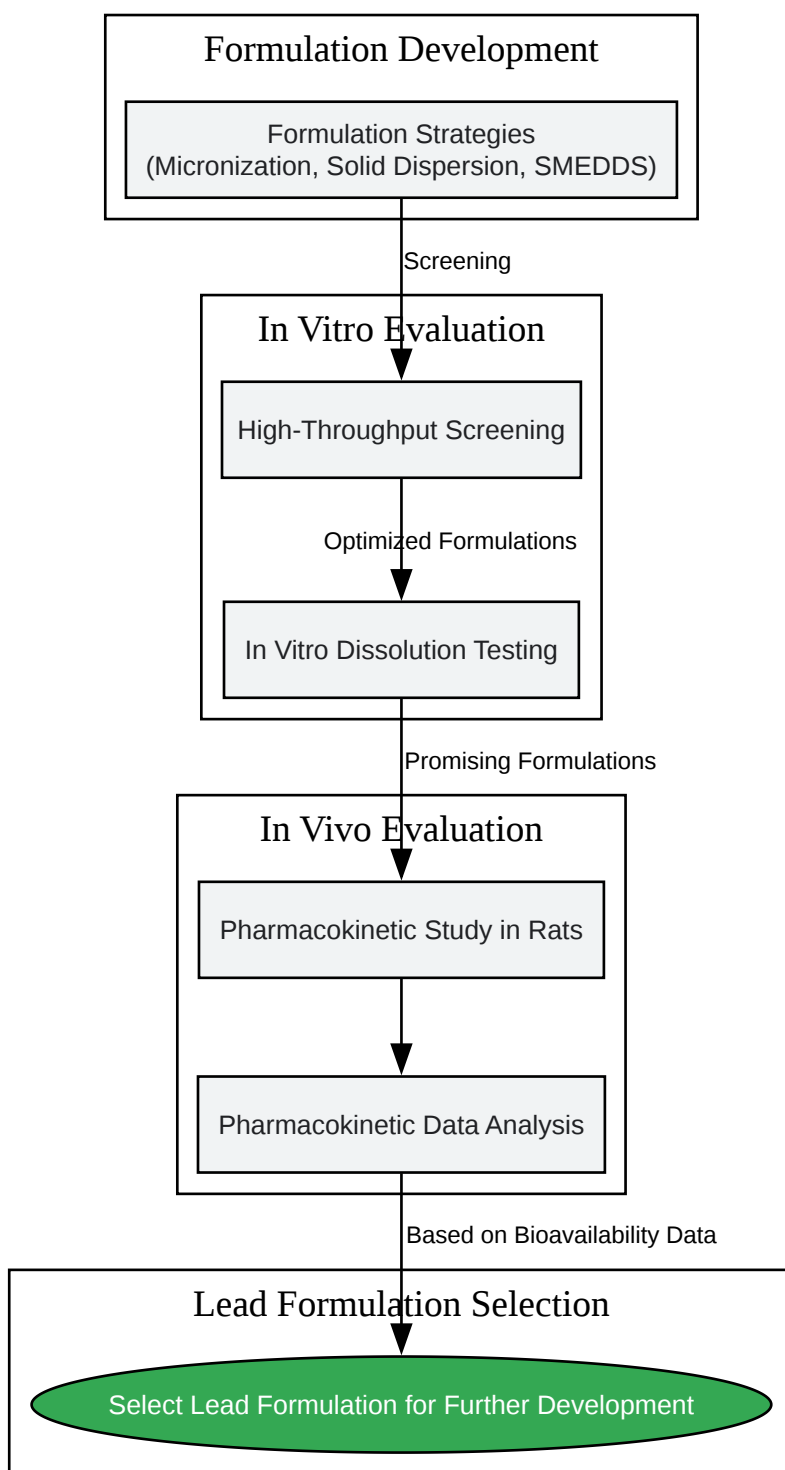 Formulation Development
Formulation Strategies
(Micronization, Solid Dispersion, SMEDDS)
Screening
In Vitro Evaluation
High-Throughput Screening
Optimized Formulations
In Vitro Dissolution Testing
Promising Formulations
In Vivo Evaluation
Pharmacokinetic Study in Rats
Pharmacokinetic Data Analysis
Based on Bioavailability Data
Lead Formulation Selection
Select Lead Formulation for Further Development